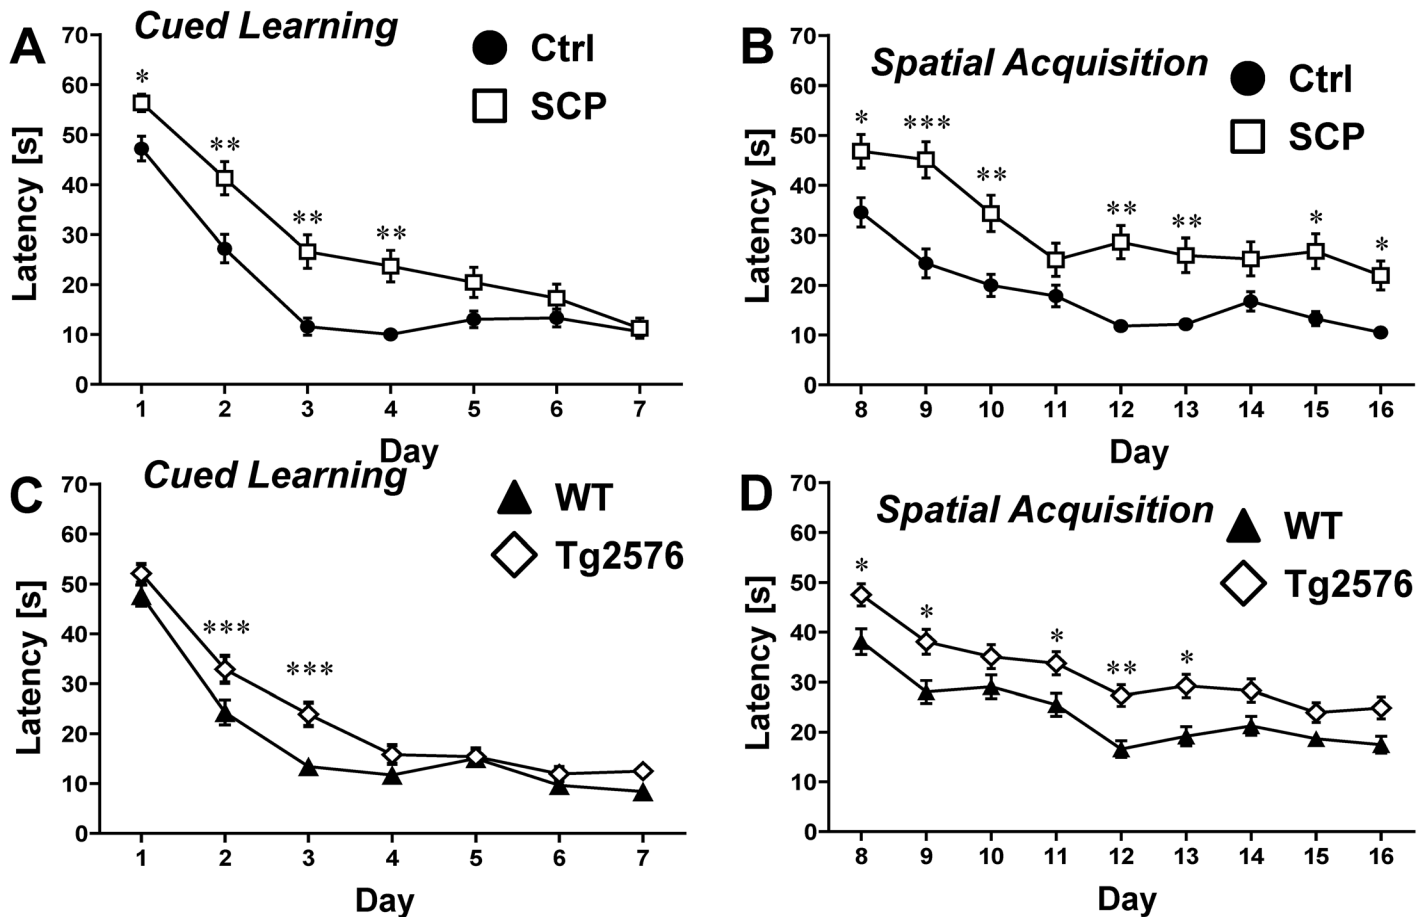 A
Cued Learning
Ctrl
SCP
70
60
50
40
30
20
10
0
Latency [s]
*
**
**
**
1 2 3 4 5 6 7
Day
B
Spatial Acquisition
Ctrl
SCP
70
60
50
40
30
20
10
0
Latency [s]
*
***
**
**
**
*
*
8 9 10 11 12 13 14 15 16
Day
C
Cued Learning
WT
Tg2576
70
60
50
40
30
20
10
0
Latency [s]
***
***
1 2 3 4 5 6 7
Day
D
Spatial Acquisition
WT
Tg2576
70
60
50
40
30
20
10
0
Latency [s]
*
*
*
**
*
8 9 10 11 12 13 14 15 16
Day